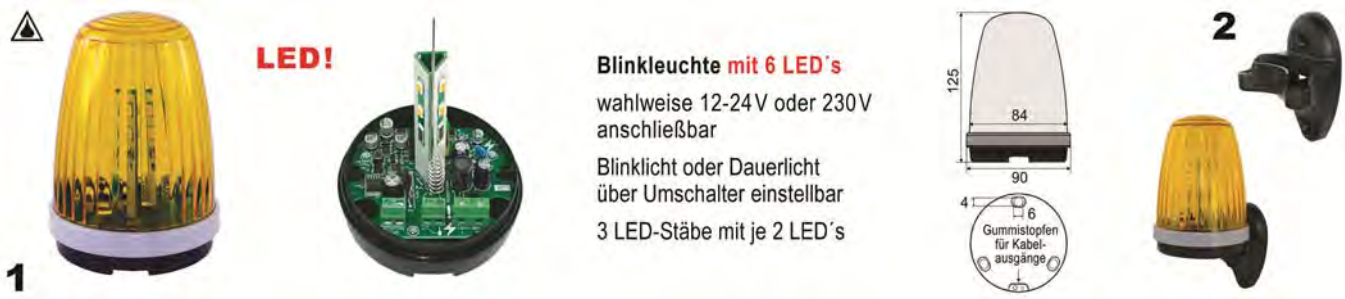 LED!
1
Blinkleuchte mit 6 LED´s
wahlweise 12-24V oder 230V
anschließbar
Blinklicht oder Dauerlicht
über Umschalter einstellbar
3 LED-Stäbe mit je 2 LED´s
125
84
90
4
6
Gummistopfen
für Kabel-
ausgänge
2